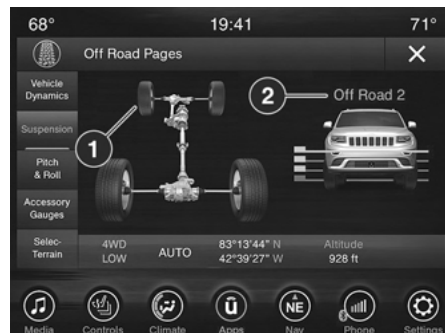 68°
19:41
71°
Off Road Pages
X
Vehicle
Dynamics
Suspension
Pitch
& Roll
Accessory
Gauges
Selec-
Terrain
1
2
Off Road 2
4WD
LOW
AUTO
83°13'44" N
42°39'27" W
Altitude
928 ft
ū
NE
Media
Controls
Climate
Apps
Nav
Phone
Settings